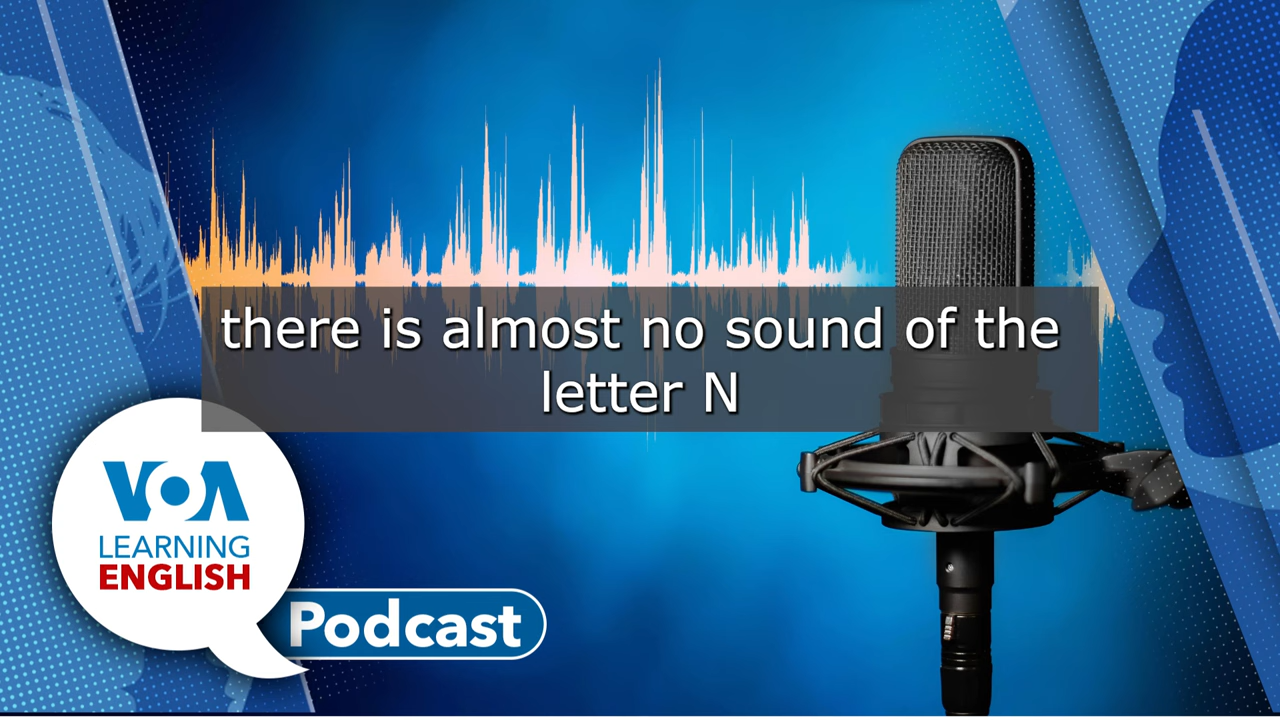 there is almost no sound of the
letter N
VOA
LEARNING
ENGLISH
Podcast